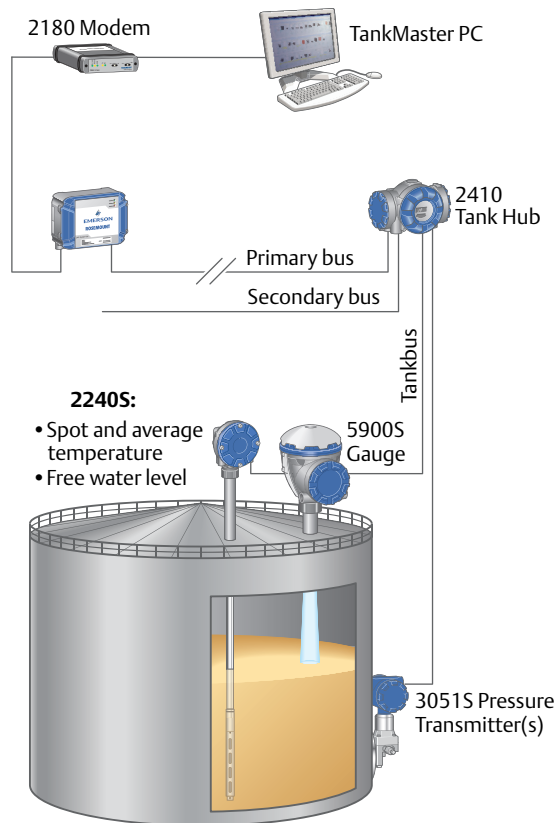 2180 Modem
TankMaster PC
EMERSON
ROSEMOUNT
2410
Tank Hub
Primary bus
Secondary bus
Tankbus
2240S:
• Spot and average
temperature
• Free water level
5900S
Gauge
3051S Pressure
Transmitter(s)